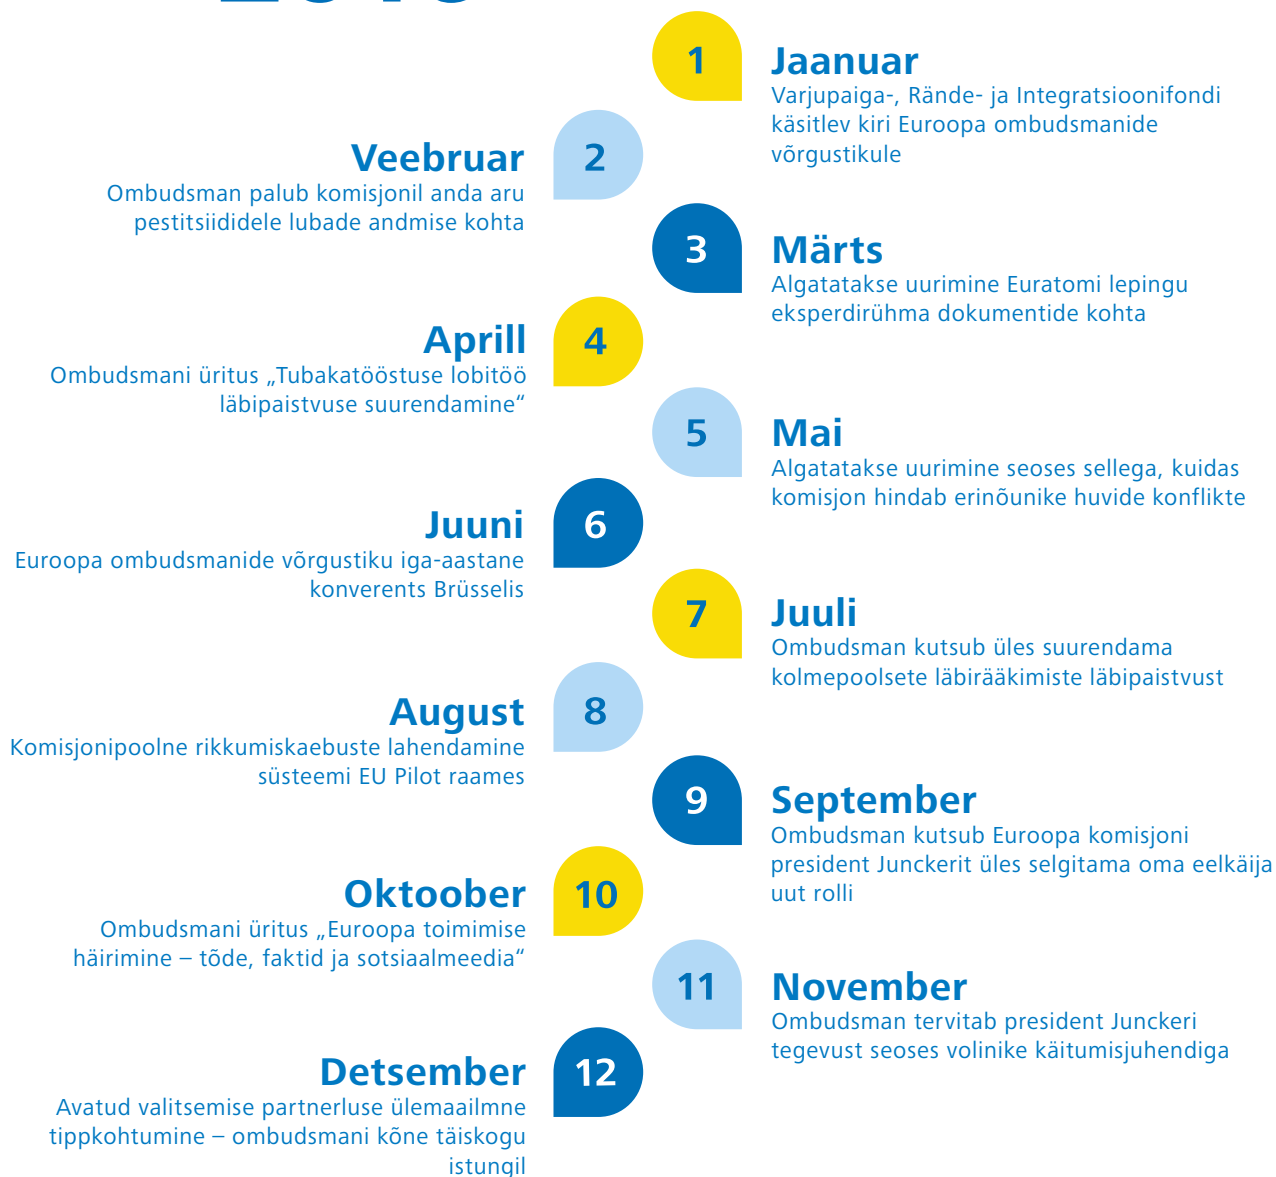 1
Jaanuar
Varjupaiga-, Rände- ja Integratsioonifondi
käsitlev kiri Euroopa ombudsmanide
võrgustikule
2
Veebruar
Ombudsman palub komisjonil anda aru
pestitsiididele lubade andmise kohta
3
Märts
Algatatakse uurimine Euratomi lepingu
eksperdirühma dokumentide kohta
4
Aprill
Ombudsmani üritus „Tubakatööstuse lobitöö
läbipaistvuse suurendamine“
5
Mai
Algatatakse uurimine seoses sellega, kuidas
komisjon hindab erinõunike huvide konflikte
6
Juuni
Euroopa ombudsmanide võrgustiku iga-aastane
konverents Brüsselis
7
Juuli
Ombudsman kutsub üles suurendama
kolmepoolsete läbirääkimiste läbipaistvust
8
August
Komisjonipoolne rikkumiskaebuste lahendamine
süsteemi EU Pilot raames
9
September
Ombudsman kutsub Euroopa komisjoni
president Junckerit üles selgitama oma eelkäija
uut rolli
10
Oktoober
Ombudsmani üritus „Euroopa toimimise
häirimine – tõde, faktid ja sotsiaalmeedia“
11
November
Ombudsman tervitab president Junckeri
tegevust seoses volinike käitumisjuhendiga
12
Detsember
Avatud valitsemise partnerluse ülemaailmne
tippkohtumine – ombudsmani kõne täiskogu
istungil